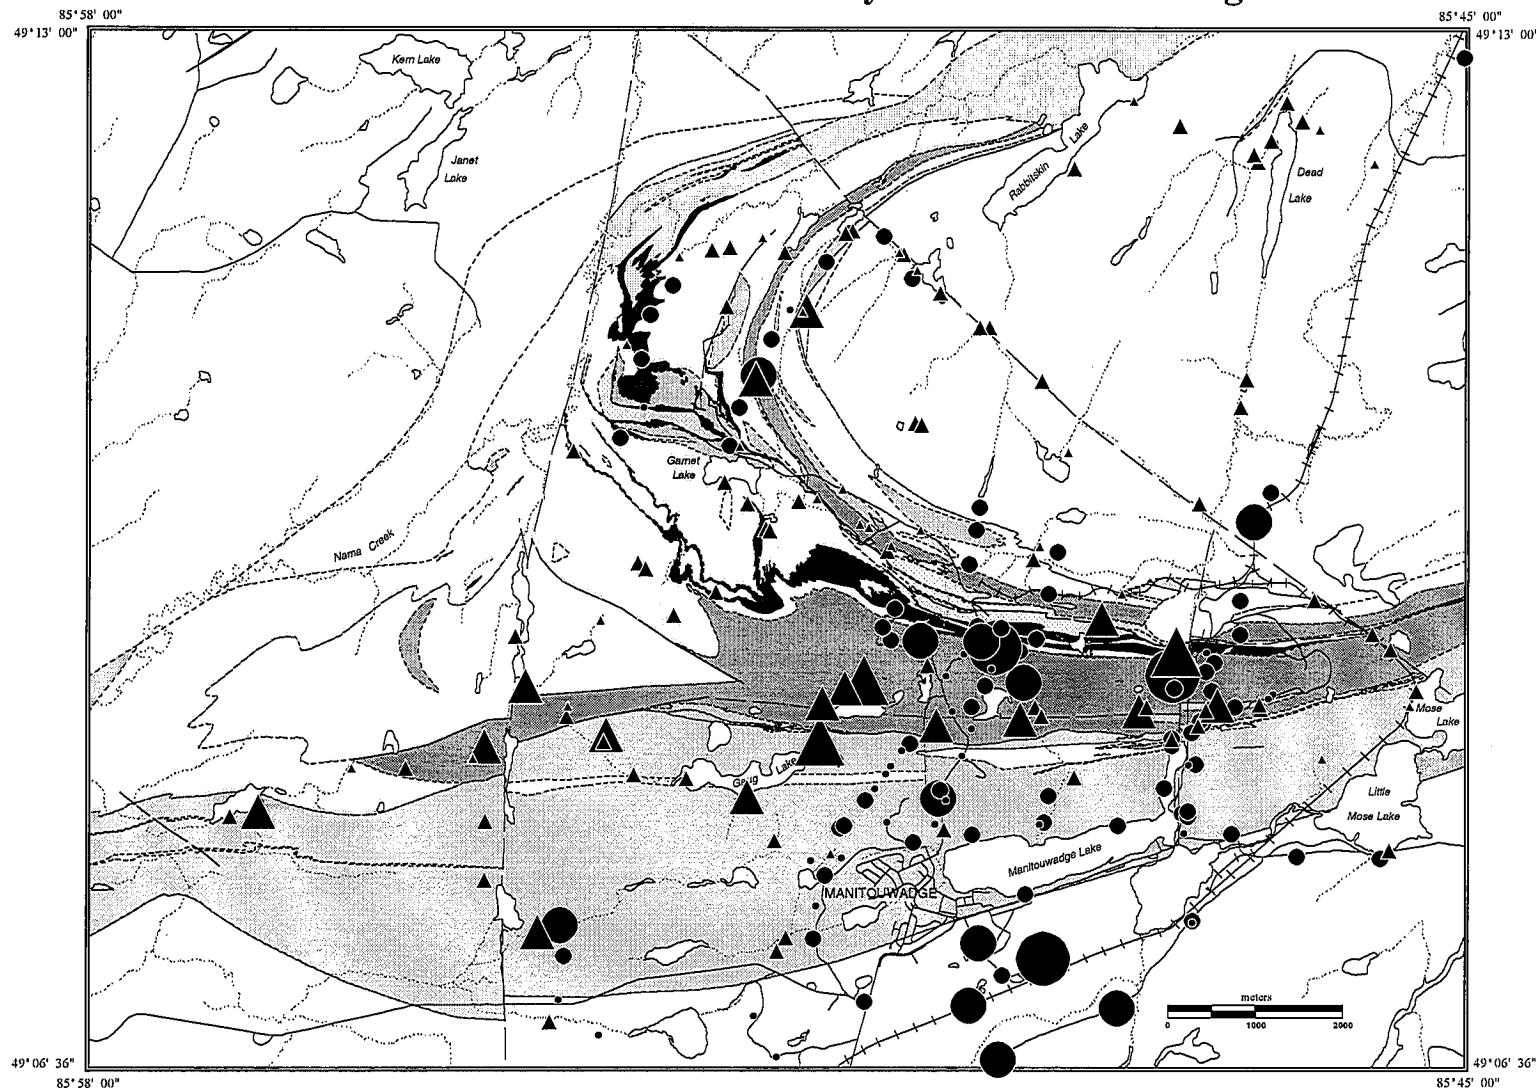 85° 58' 00"
85° 45' 00"
49° 13' 00"
49° 13' 00"
Kern Lake
Janet
Lake
Rabbitskin Lake
Dead
Lake
Garnet
Lake
Nama Creek
Mose
Lake
Lake
Little
Mose Lake
Manitouwadge Lake
MANITOUWADGE
meters
0 1000 2000
49° 06' 36"
49° 06' 36"
85° 58' 00"
85° 45' 00"